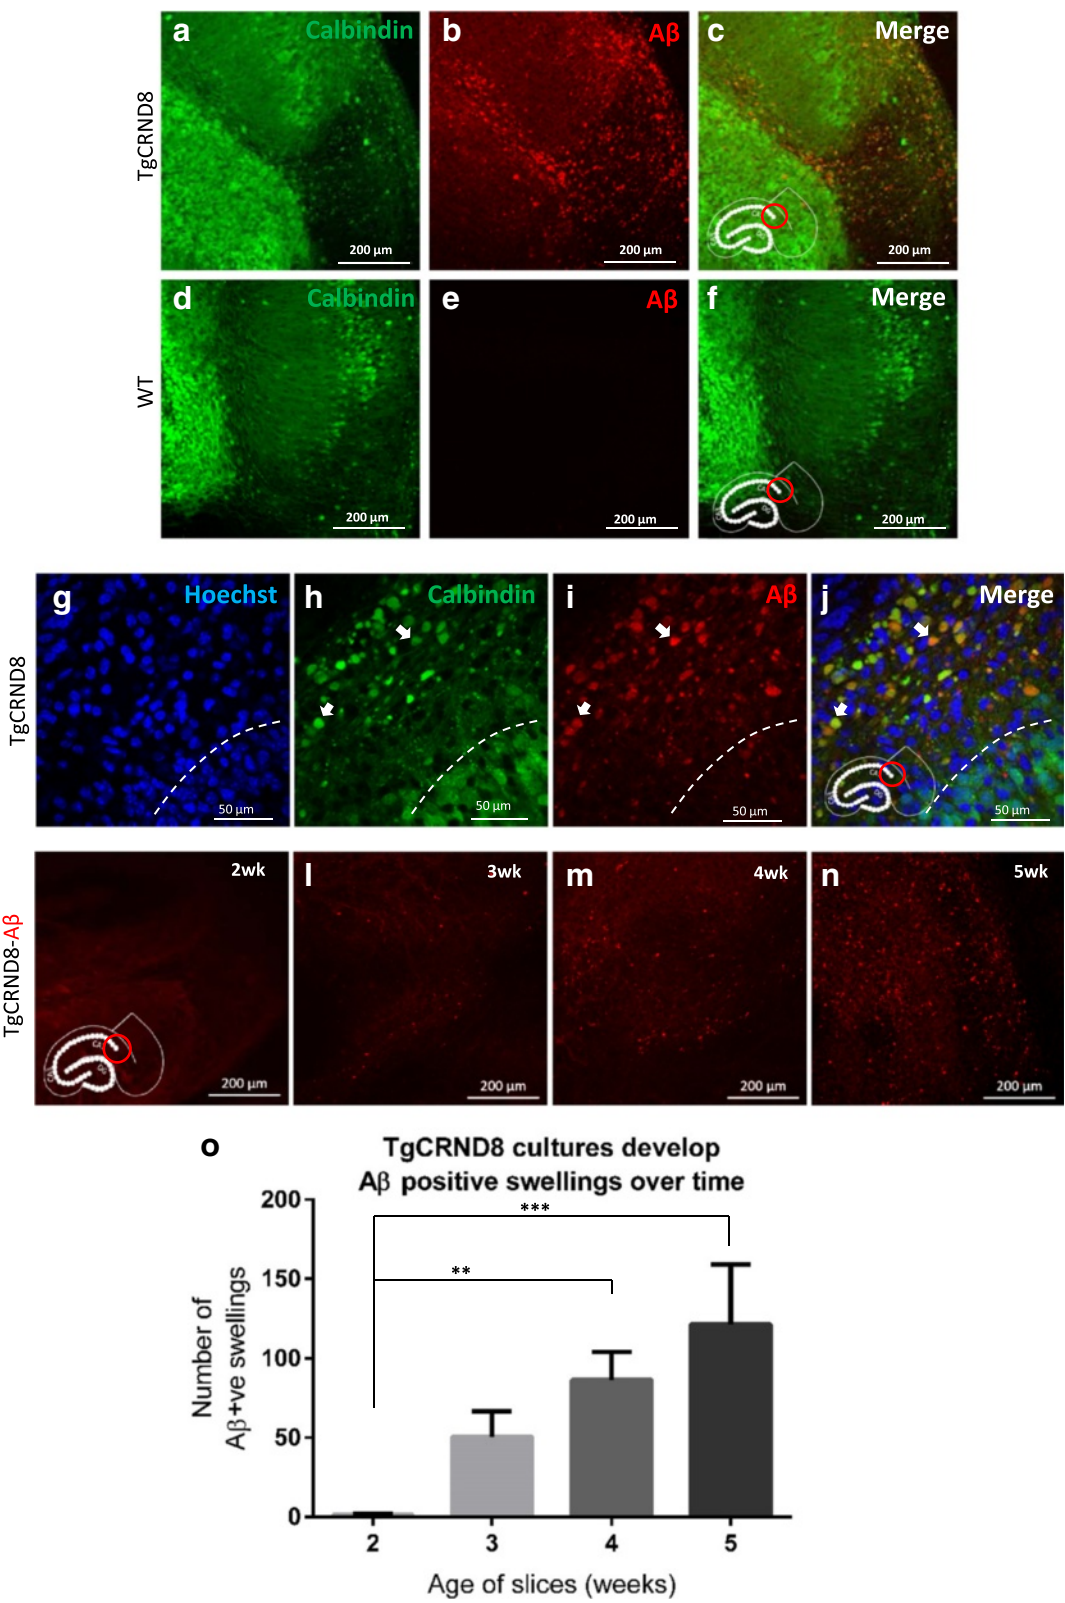 a Calbindin
b Aβ
c Merge
TgCRND8
200 µm
200 µm
200 µm
d Calbindin
e Aβ
f Merge
WT
200 µm
200 µm
200 µm
g Hoechst
h Calbindin
i Aβ
j Merge
TgCRND8
50 µm
50 µm
50 µm
50 µm
2wk
l 3wk
m 4wk
n 5wk
TgCRND8-Aβ
200 µm
200 µm
200 µm
200 µm
o
TgCRND8 cultures develop
Aβ positive swellings over time
Number of
Aβ+ve swellings
200
150
100
50
0
***
**
2 3 4 5
Age of slices (weeks)